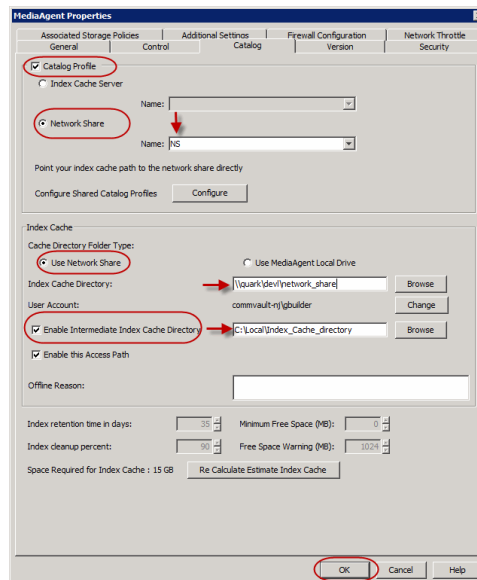 MediaAgent Properties
Associated Storage Policies Additional Settings Firewall Configuration Network Throttle
General Control Catalog Version Security
Catalog Profile
Index Cache Server
Name:
Network Share
Name: NS
Point your index cache path to the network share directly
Configure Shared Catalog Profiles Configure
Index Cache
Cache Directory Folder Type:
Use Network Share Use MediaAgent Local Drive
Index Cache Directory: \\quark\devl\network_share Browse
User Account: commvault-nj\gbuilder Change
Enable Intermediate Index Cache Directory C:\Local\Index_Cache_directory Browse
Enable this Access Path
Offline Reason:
Index retention time in days: 35 Minimum Free Space (MB): 0
Index cleanup percent: 90 Free Space Warning (MB): 1024
Space Required for Index Cache : 15 GB Re Calculate Estimate Index Cache
OK Cancel Help